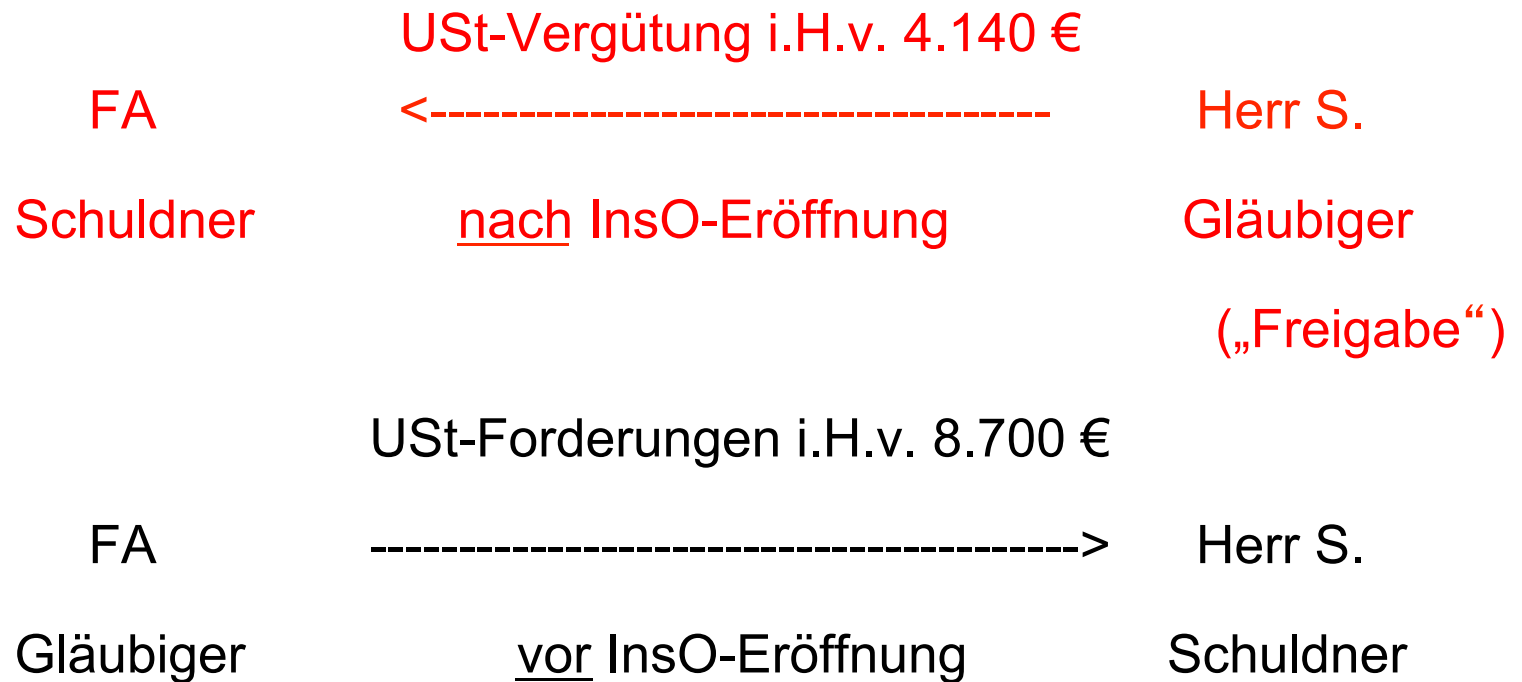 USt-Vergütung i.H.v. 4.140 €
FA <----------------------------------- Herr S.
Schuldner nach InsO-Eröffnung Gläubiger
(„Freigabe“)
USt-Forderungen i.H.v. 8.700 €
FA ----------------------------------------> Herr S.
Gläubiger vor InsO-Eröffnung Schuldner